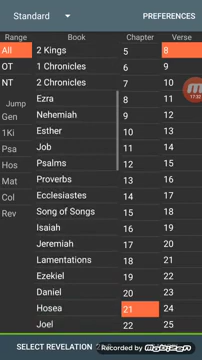 Standard PREFERENCES
Range Book Chapter Verse
All 2 Kings 5 8
OT 1 Chronicles 6 9
NT 2 Chronicles 7 10
Ezra 8 11
Jump
Gen Nehemiah 9 12
17:32
1Ki Esther 10 13
Psa Job 11 14
Hos Psalms 12 15
Mat Proverbs 13 16
Col Ecclesiastes 14 17
Rev Song of Songs 15 18
Isaiah 16 19
Jeremiah 17 20
Lamentations 18 21
Ezekiel 19 22
Daniel 20 23
Hosea 21 24
Joel 22 25
SELECT REVELATION
Recorded by
MOBIZEN